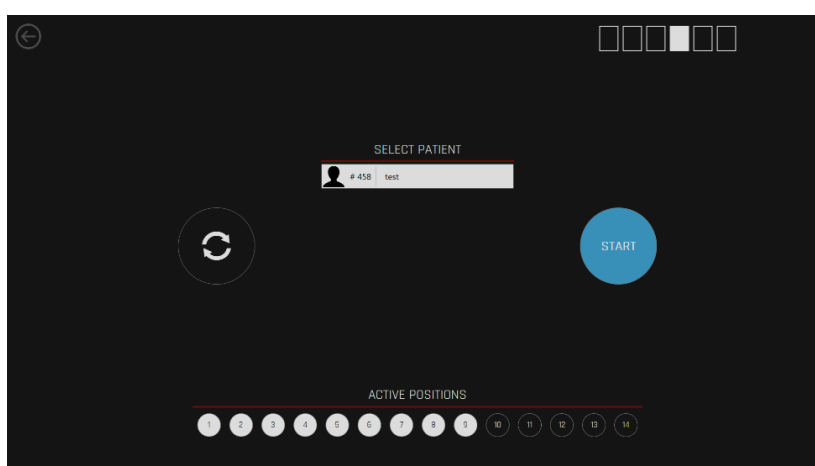 SELECT PATIENT
# 458 test
START
ACTIVE POSITIONS
1 2 3 4 5 6 7 8 9 10 11 12 13 14